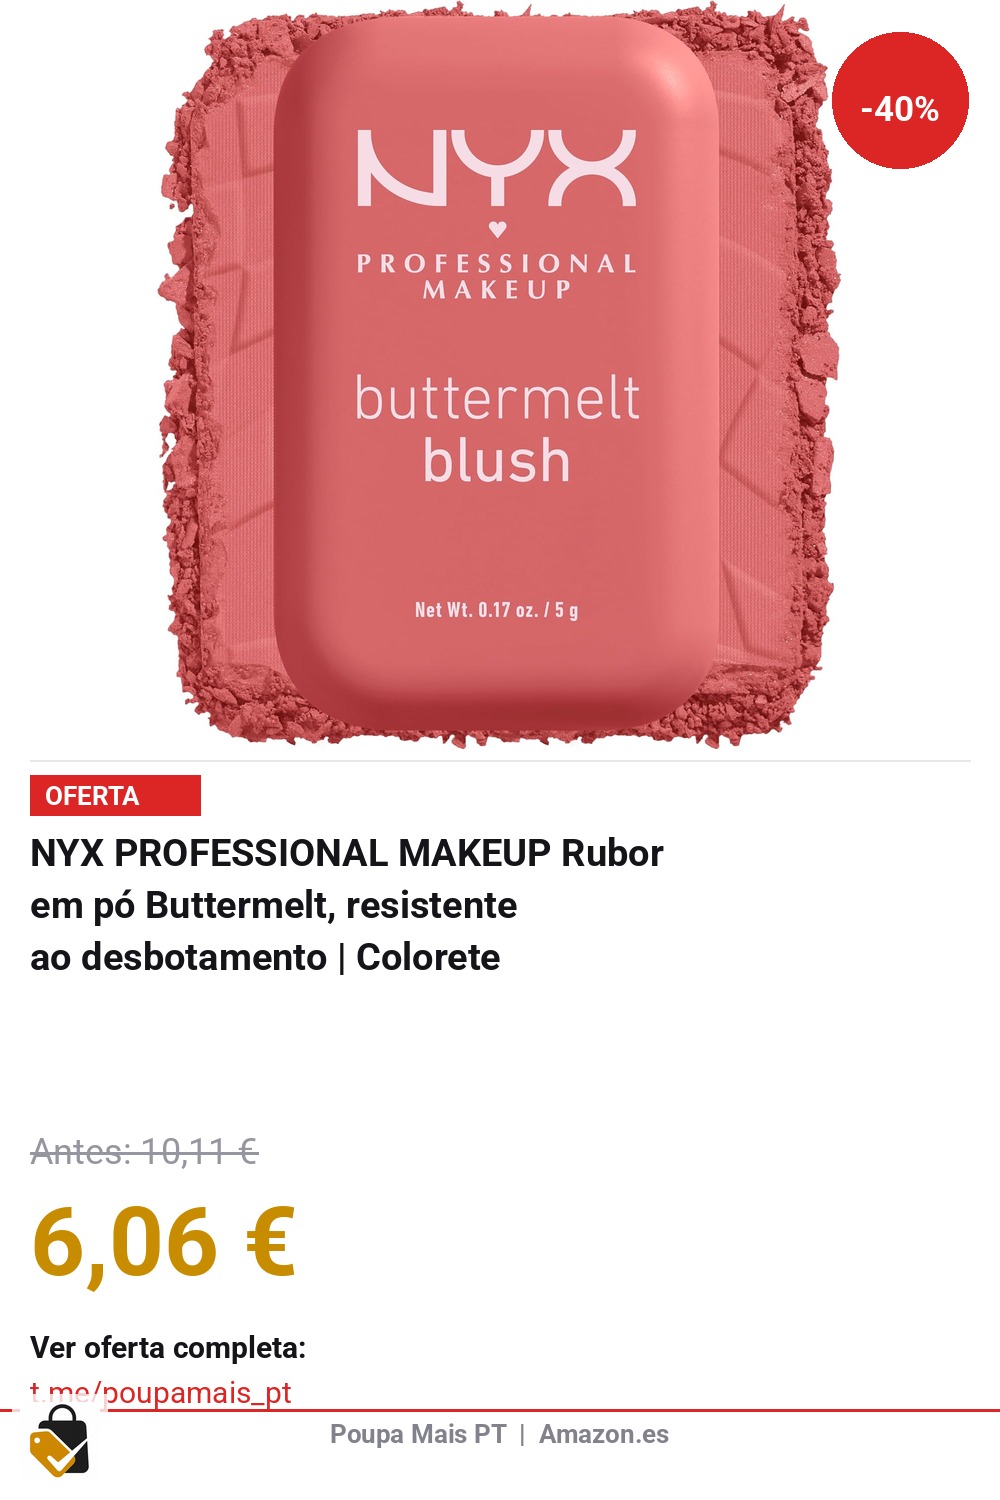 -40%
NYX
PROFESSIONAL
MAKEUP
buttermelt
blush
Net Wt. 0.17 oz. / 5 g
OFERTA
NYX PROFESSIONAL MAKEUP Rubor
em pó Buttermelt, resistente
ao desbotamento | Colorete
Antes: 10,11 €
6,06 €
Ver oferta completa:
t.me/poupamais_pt
Poupa Mais PT | Amazon.es